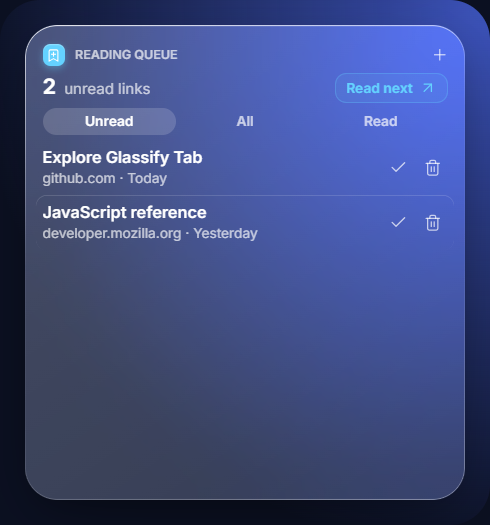 READING QUEUE
2 unread links
Read next
Unread All Read
Explore Glassify Tab
github.com · Today
JavaScript reference
developer.mozilla.org · Yesterday